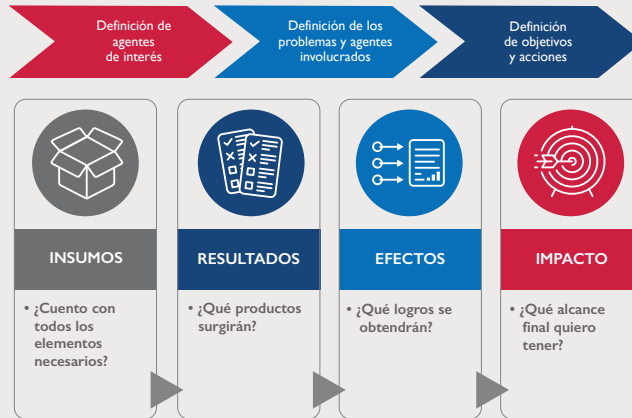 Definición de
agentes
de interés
Definición de los
problemas y agentes
involucrados
Definición
de objetivos
y acciones
INSUMOS
• ¿Cuento con
todos los
elementos
necesarios?
RESULTADOS
• ¿Qué productos
surgirán?
EFECTOS
• ¿Qué logros se
obtendrán?
IMPACTO
• ¿Qué alcance
final quiero
tener?